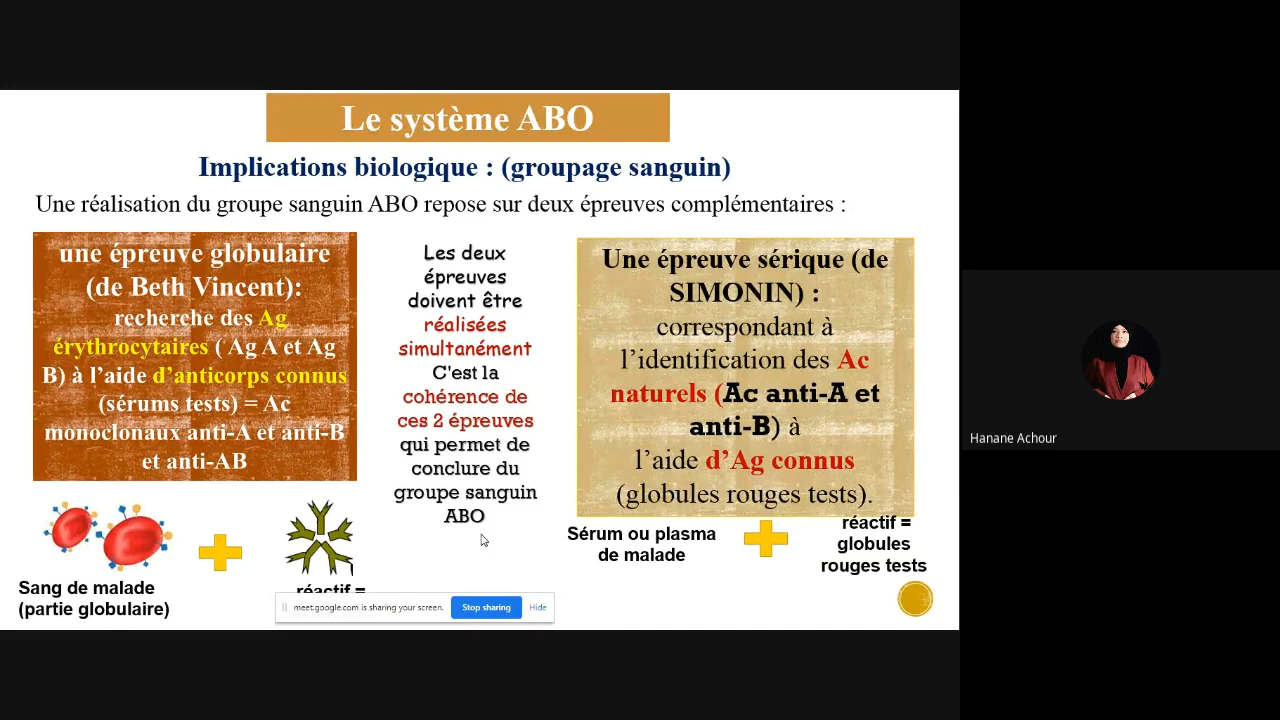 Le système ABO
Implications biologique : (groupage sanguin)
Une réalisation du groupe sanguin ABO repose sur deux épreuves complémentaires :
une épreuve globulaire
(de Beth Vincent):
recherche des Ag
érythrocytaires ( Ag A et Ag
B) à l’aide d’anticorps connus
(sérums tests) = Ac
monoclonaux anti-A et anti-B
et anti-AB
Les deux
épreuves
doivent être
réalisées
simultanément
C'est la
cohérence de
ces 2 épreuves
qui permet de
conclure du
groupe sanguin
ABO
Une épreuve sérique (de
SIMONIN) :
correspondant à
l’identification des Ac
naturels (Ac anti-A et
anti-B) à
l’aide d’Ag connus
(globules rouges tests).
Sang de malade
(partie globulaire)
réactif =
Sérum ou plasma
de malade
réactif =
globules
rouges tests
meet.google.com is sharing your screen.
Stop sharing
Hide
Hanane Achour